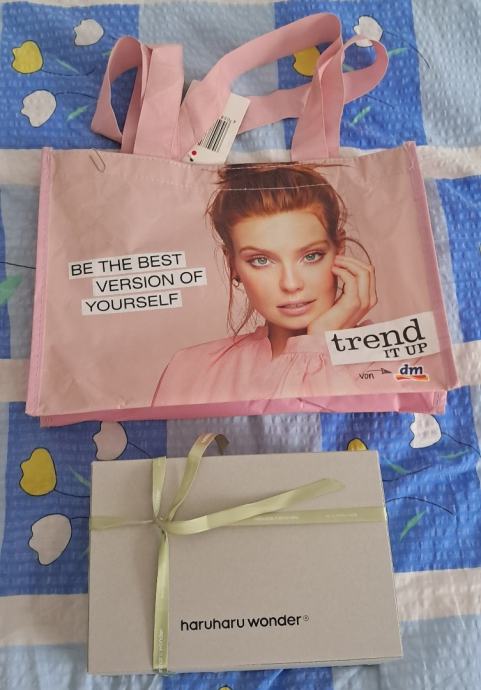 BE THE BEST
VERSION OF
YOURSELF
trend
IT UP
von dm
haruharu wonder®